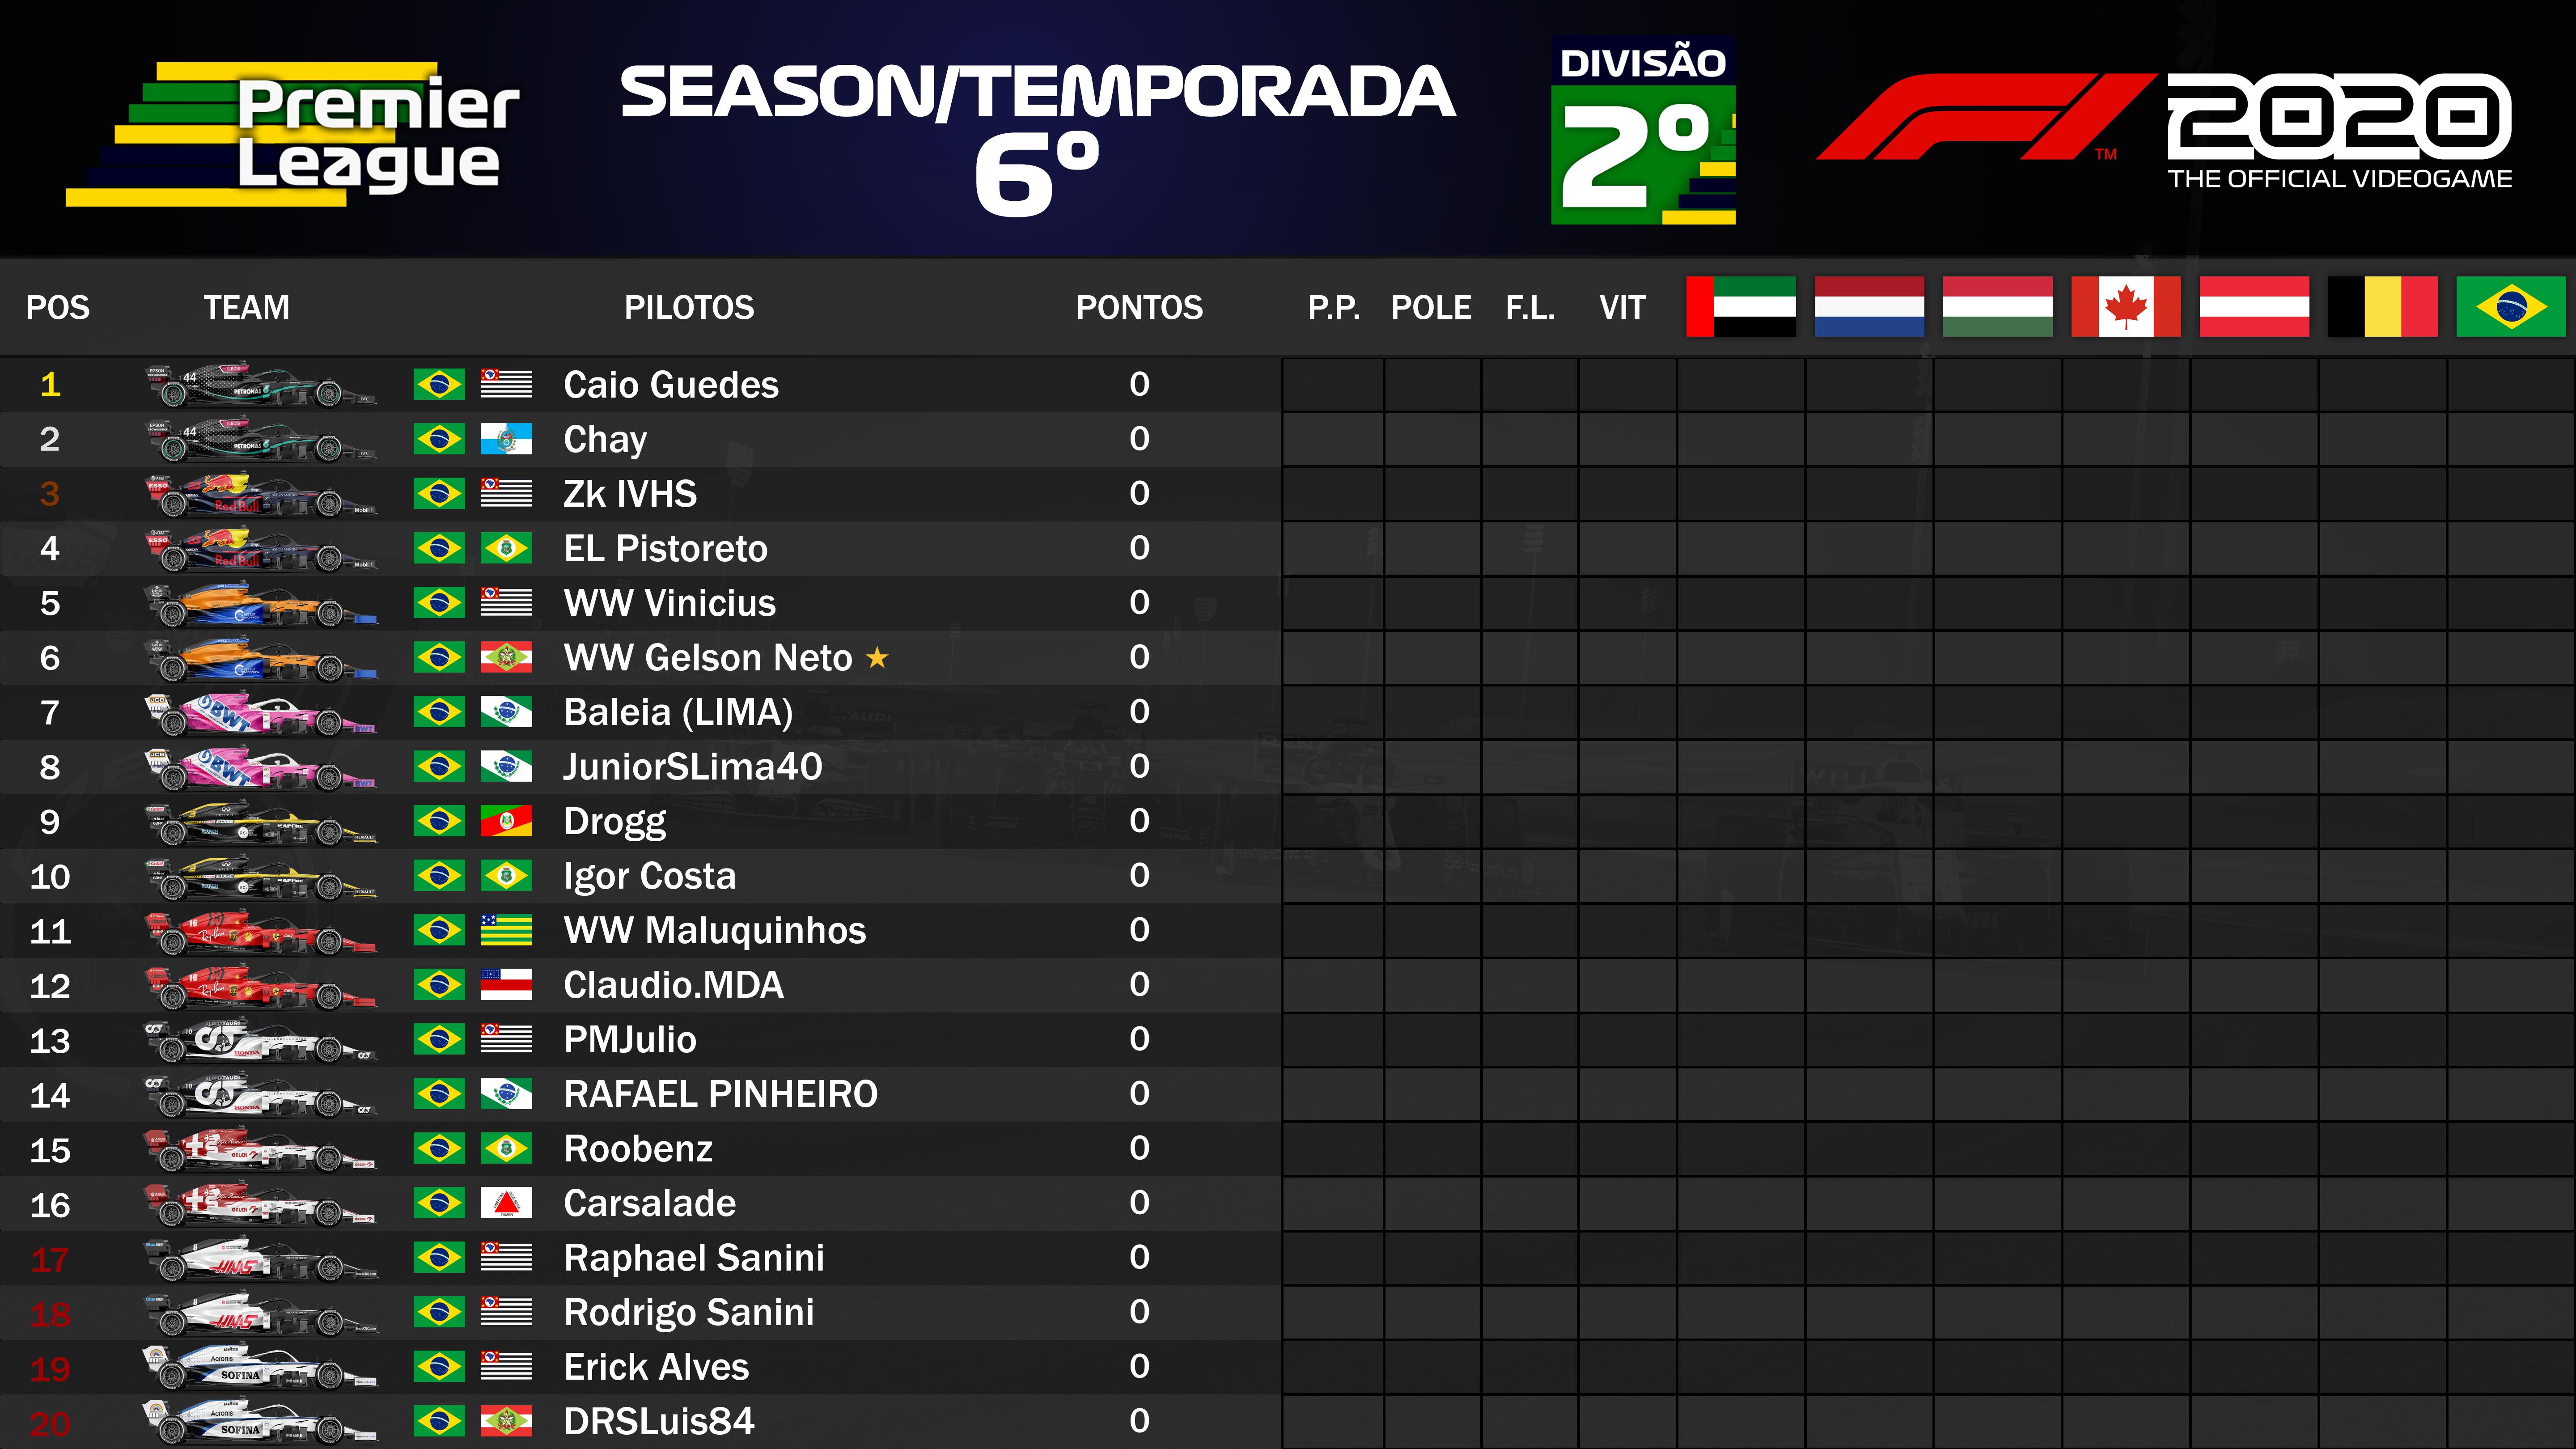 Premier
League
SEASON/TEMPORADA
6º
DIVISÃO
2º
F1 TM
2020
THE OFFICIAL VIDEOGAME
POS TEAM PILOTOS PONTOS P.P. POLE F.L. VIT
1 Caio Guedes 0
2 Chay 0
3 Zk IVHS 0
4 EL Pistoreto 0
5 WW Vinicius 0
6 WW Gelson Neto ★ 0
7 Baleia (LIMA) 0
8 JuniorSLima40 0
9 Drogg 0
10 Igor Costa 0
11 WW Maluquinhos 0
12 Claudio.MDA 0
13 PMJulio 0
14 RAFAEL PINHEIRO 0
15 Roobenz 0
16 Carsalade 0
17 Raphael Sanini 0
18 Rodrigo Sanini 0
19 Erick Alves 0
20 DRSLuis84 0